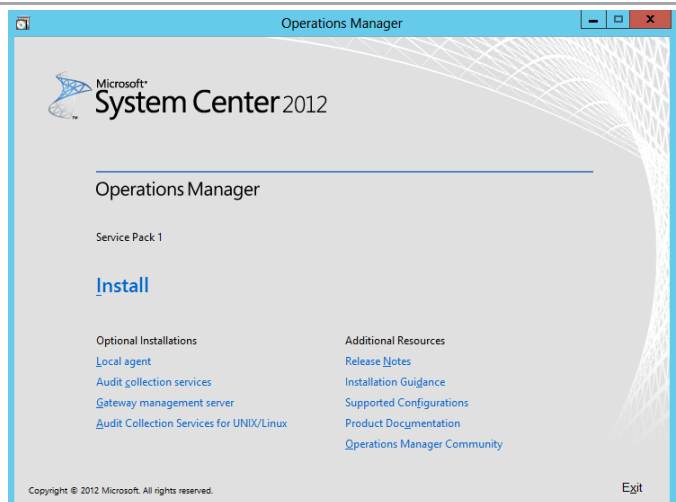 Operations Manager
Microsoft®
System Center 2012
Operations Manager
Service Pack 1
Install
Optional Installations
Local agent
Audit collection services
Gateway management server
Audit Collection Services for UNIX/Linux
Additional Resources
Release Notes
Installation Guidance
Supported Configurations
Product Documentation
Operations Manager Community
Copyright © 2012 Microsoft. All rights reserved.
Exit